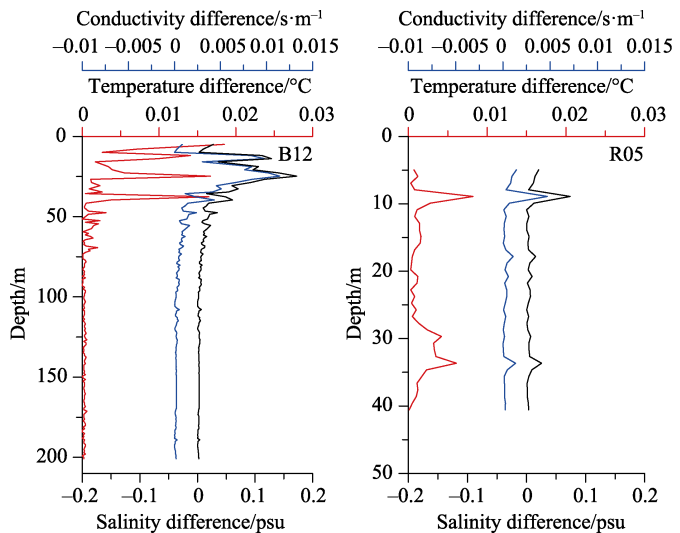 Conductivity difference/s·m⁻¹
−0.01 −0.005 0 0.005 0.01 0.015
Temperature difference/°C
0 0.01 0.02 0.03
0
50
100
150
200
Depth/m
B12
−0.2 −0.1 0 0.1 0.2
Salinity difference/psu
Conductivity difference/s·m⁻¹
−0.01 −0.005 0 0.005 0.01 0.015
Temperature difference/°C
0 0.01 0.02 0.03
0
10
20
30
40
50
Depth/m
R05
−0.2 −0.1 0 0.1 0.2
Salinity difference/psu